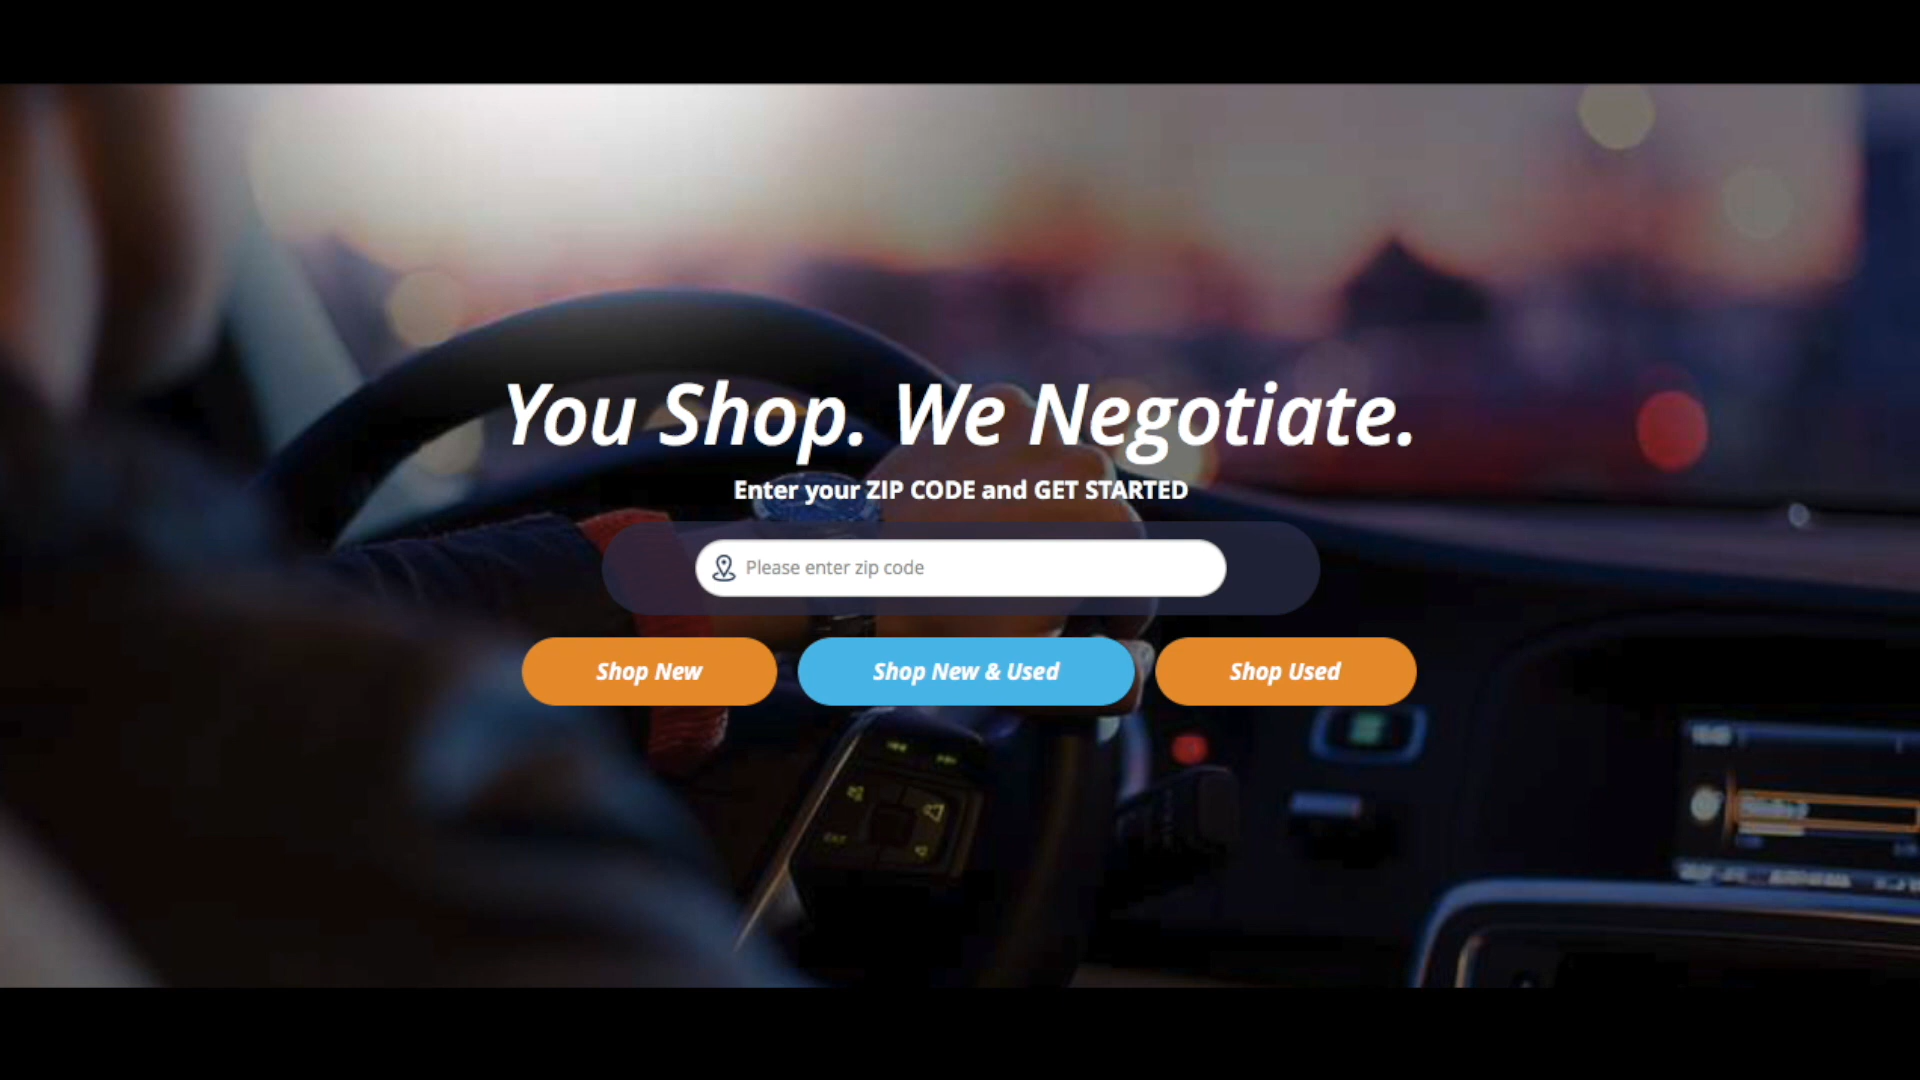 You Shop. We Negotiate.
Enter your ZIP CODE and GET STARTED
Please enter zip code
Shop New
Shop New & Used
Shop Used
EXIT